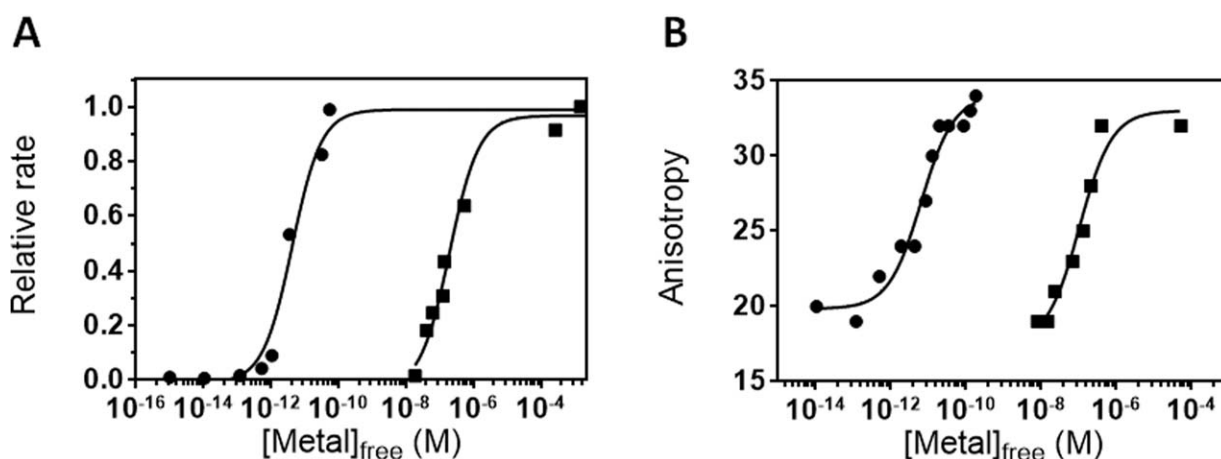 A
Relative rate
1.0
0.8
0.6
0.4
0.2
0.0
10⁻¹⁶ 10⁻¹⁴ 10⁻¹² 10⁻¹⁰ 10⁻⁸ 10⁻⁶ 10⁻⁴
[Metal]free (M)
B
Anisotropy
35
30
25
20
15
10⁻¹⁴ 10⁻¹² 10⁻¹⁰ 10⁻⁸ 10⁻⁶ 10⁻⁴
[Metal]free (M)